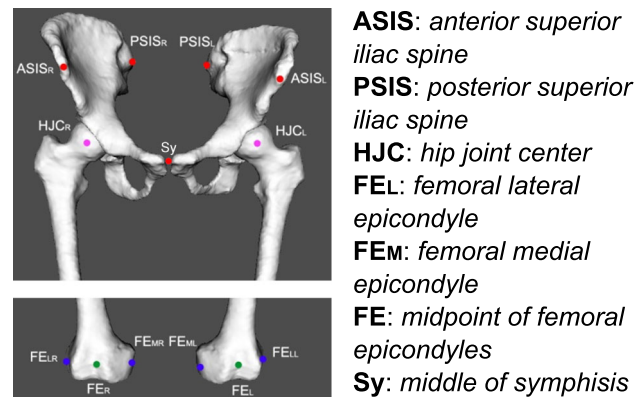 PSISR PSISL
ASISR ASISL
HJCR HJCL
Sy
FELR FEMR FEML FELL
FER FEL
ASIS: anterior superior
iliac spine
PSIS: posterior superior
iliac spine
HJC: hip joint center
FEL: femoral lateral
epicondyle
FEM: femoral medial
epicondyle
FE: midpoint of femoral
epicondyles
Sy: middle of symphisis